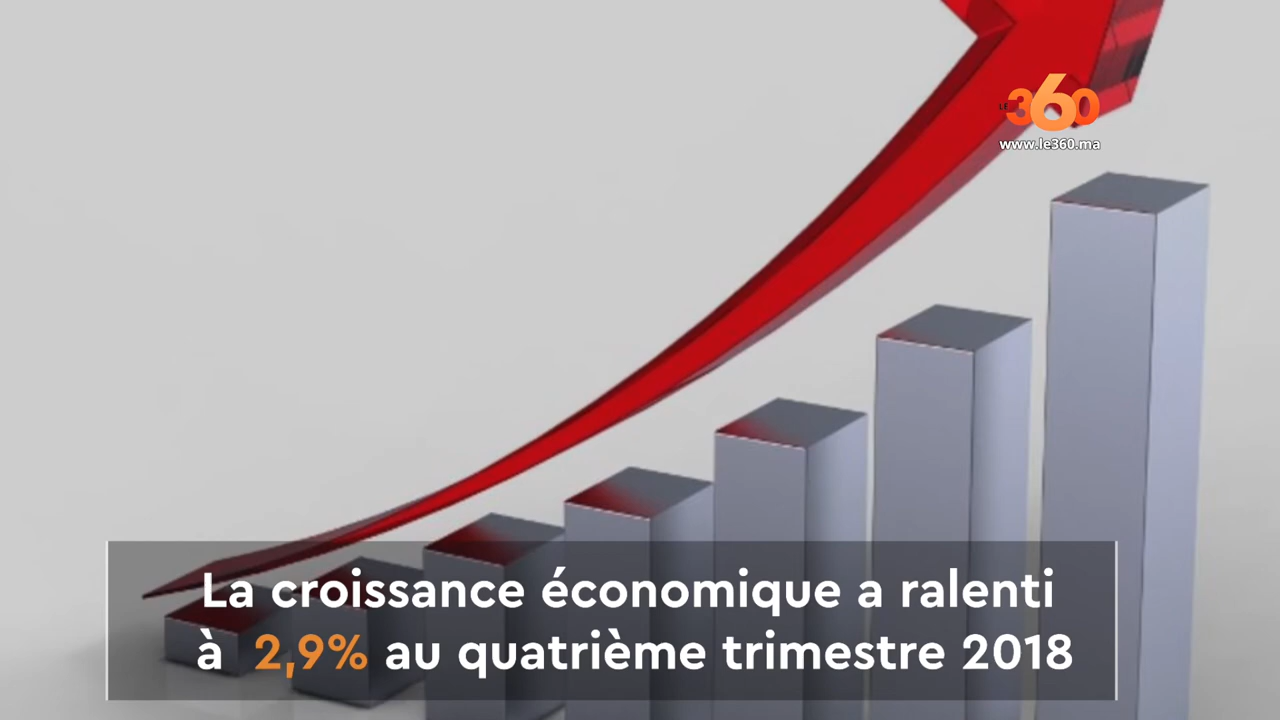 LE 360
www.le360.ma
La croissance économique a ralenti
à 2,9% au quatrième trimestre 2018